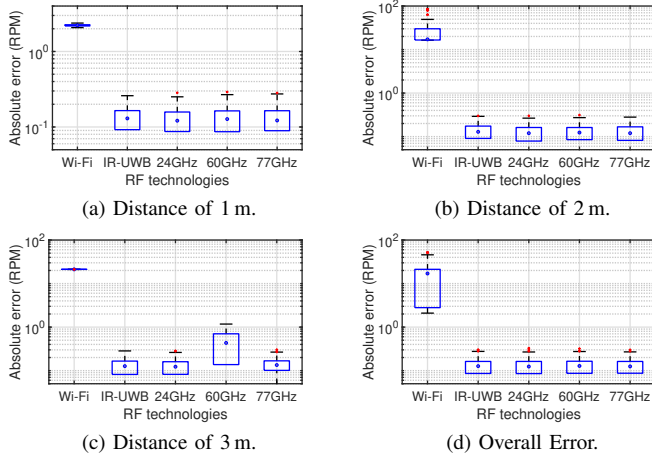 Absolute error (RPM)
10^0
10^-1
Wi-Fi IR-UWB 24GHz 60GHz 77GHz
RF technologies
(a) Distance of 1 m.
Absolute error (RPM)
10^2
10^0
Wi-Fi IR-UWB 24GHz 60GHz 77GHz
RF technologies
(b) Distance of 2 m.
Absolute error (RPM)
10^2
10^0
Wi-Fi IR-UWB 24GHz 60GHz 77GHz
RF technologies
(c) Distance of 3 m.
Absolute error (RPM)
10^2
10^0
Wi-Fi IR-UWB 24GHz 60GHz 77GHz
RF technologies
(d) Overall Error.